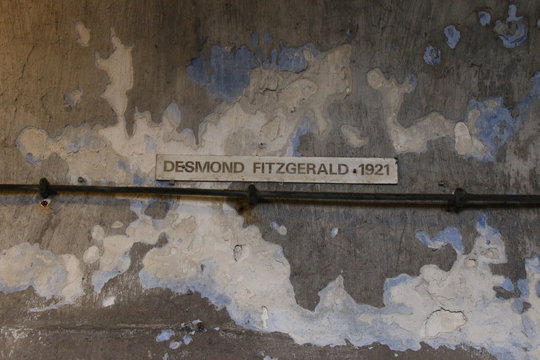 DESMOND FITZGERALD · 1921